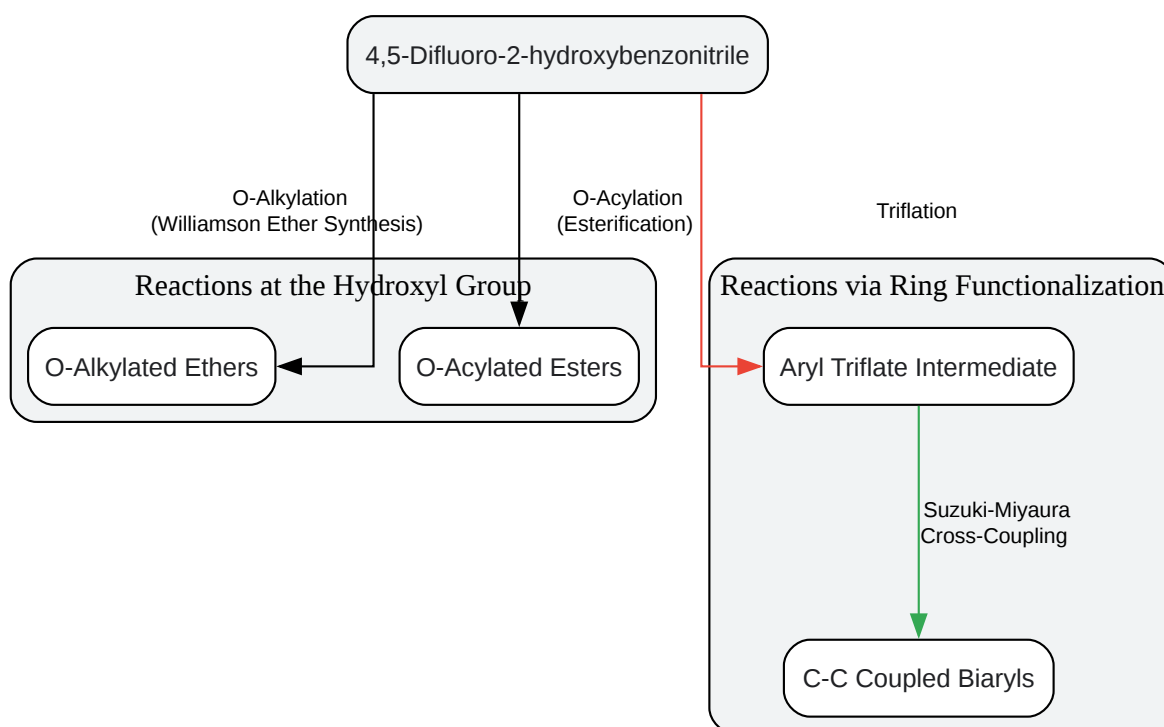 4,5-Difluoro-2-hydroxybenzonitrile
O-Alkylation
(Williamson Ether Synthesis)
O-Acylation
(Esterification)
Triflation
Reactions at the Hydroxyl Group
Reactions via Ring Functionalization
O-Alkylated Ethers
O-Acylated Esters
Aryl Triflate Intermediate
Suzuki-Miyaura
Cross-Coupling
C-C Coupled Biaryls